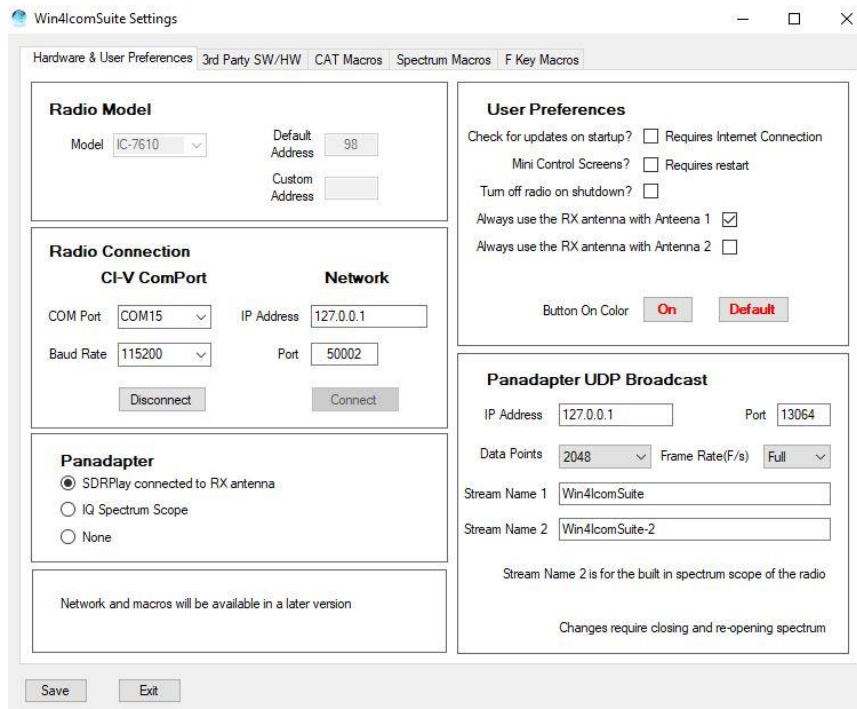 Win4IcomSuite Settings
Hardware & User Preferences 3rd Party SW/HW CAT Macros Spectrum Macros F Key Macros
Radio Model
Model IC-7610
Default Address 98
Custom Address
Radio Connection
CI-V ComPort Network
COM Port COM15 IP Address 127.0.0.1
Baud Rate 115200 Port 50002
Disconnect Connect
Panadapter
SDRPlay connected to RX antenna
IQ Spectrum Scope
None
Network and macros will be available in a later version
User Preferences
Check for updates on startup? Requires Internet Connection
Mini Control Screens? Requires restart
Turn off radio on shutdown?
Always use the RX antenna with Anteena 1
Always use the RX antenna with Antenna 2
Button On Color On Default
Panadapter UDP Broadcast
IP Address 127.0.0.1 Port 13064
Data Points 2048 Frame Rate(F/s) Full
Stream Name 1 Win4IcomSuite
Stream Name 2 Win4IcomSuite-2
Stream Name 2 is for the built in spectrum scope of the radio
Changes require closing and re-opening spectrum
Save Exit